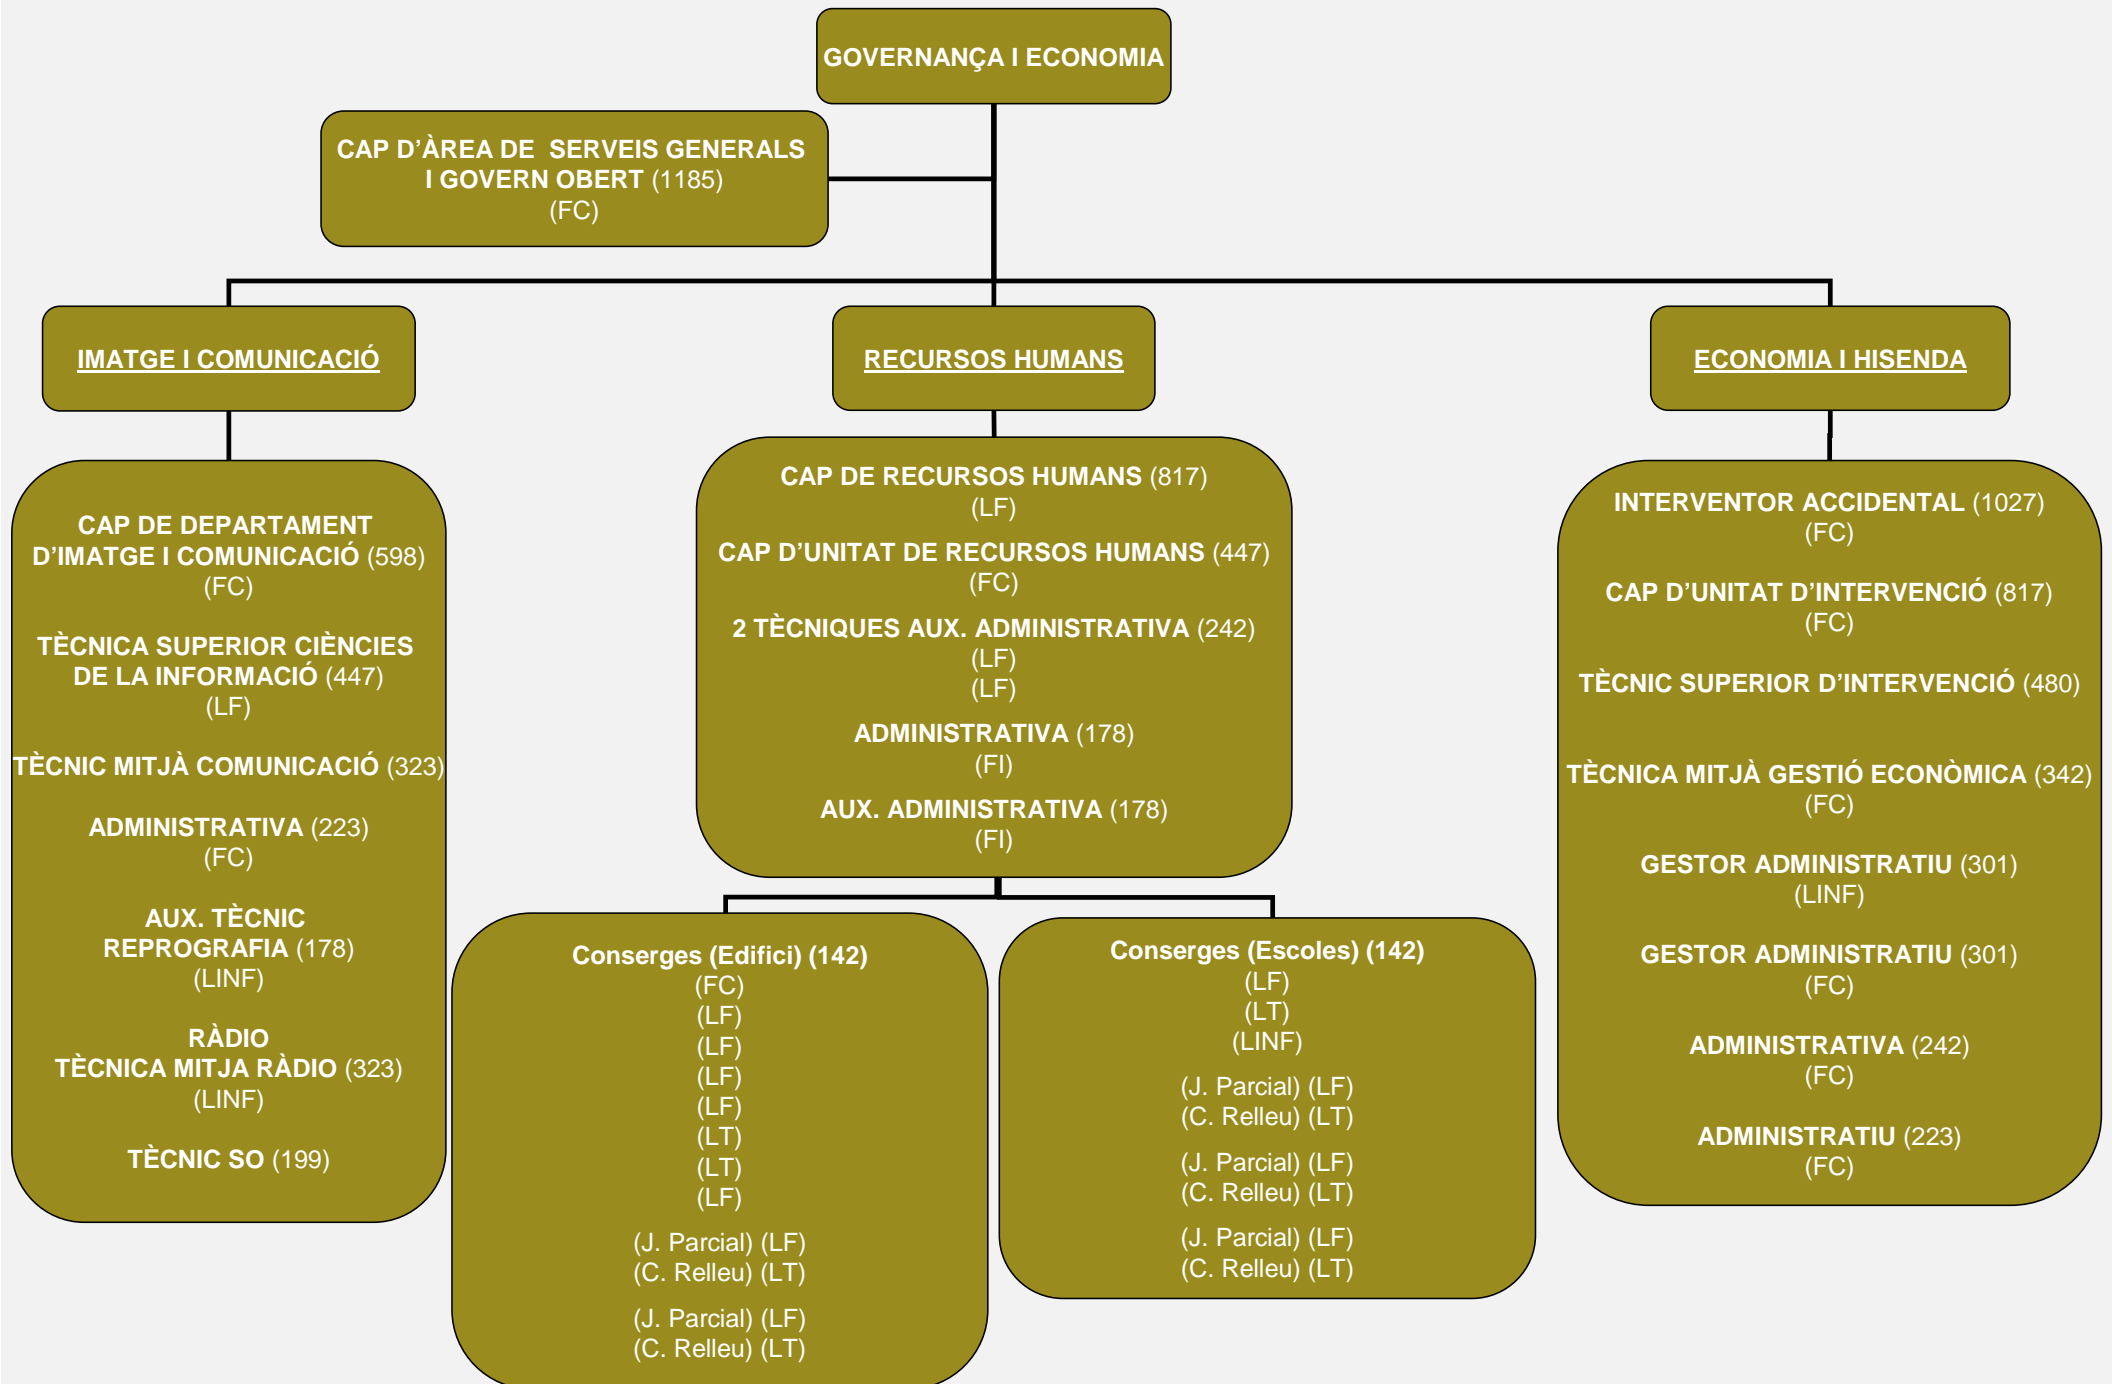 GOVERNANÇA I ECONOMIA
CAP D’ÀREA DE SERVEIS GENERALS
I GOVERN OBERT (1185)
(FC)
IMATGE I COMUNICACIÓ
RECURSOS HUMANS
ECONOMIA I HISENDA
CAP DE DEPARTAMENT
D’IMATGE I COMUNICACIÓ (598)
(FC)
TÈCNICA SUPERIOR CIÈNCIES
DE LA INFORMACIÓ (447)
(LF)
TÈCNIC MITJÀ COMUNICACIÓ (323)
ADMINISTRATIVA (223)
(FC)
AUX. TÈCNIC
REPROGRAFIA (178)
(LINF)
RÀDIO
TÈCNICA MITJA RÀDIO (323)
(LINF)
TÈCNIC SO (199)
CAP DE RECURSOS HUMANS (817)
(LF)
CAP D’UNITAT DE RECURSOS HUMANS (447)
(FC)
2 TÈCNIQUES AUX. ADMINISTRATIVA (242)
(LF)
(LF)
ADMINISTRATIVA (178)
(FI)
AUX. ADMINISTRATIVA (178)
(FI)
Conserges (Edifici) (142)
(FC)
(LF)
(LF)
(LF)
(LF)
(LT)
(LT)
(LF)
(J. Parcial) (LF)
(C. Relleu) (LT)
(J. Parcial) (LF)
(C. Relleu) (LT)
Conserges (Escoles) (142)
(LF)
(LT)
(LINF)
(J. Parcial) (LF)
(C. Relleu) (LT)
(J. Parcial) (LF)
(C. Relleu) (LT)
(J. Parcial) (LF)
(C. Relleu) (LT)
INTERVENTOR ACCIDENTAL (1027)
(FC)
CAP D’UNITAT D’INTERVENCIÓ (817)
(FC)
TÈCNIC SUPERIOR D’INTERVENCIÓ (480)
TÈCNICA MITJÀ GESTIÓ ECONÒMICA (342)
(FC)
GESTOR ADMINISTRATIU (301)
(LINF)
GESTOR ADMINISTRATIU (301)
(FC)
ADMINISTRATIVA (242)
(FC)
ADMINISTRATIU (223)
(FC)